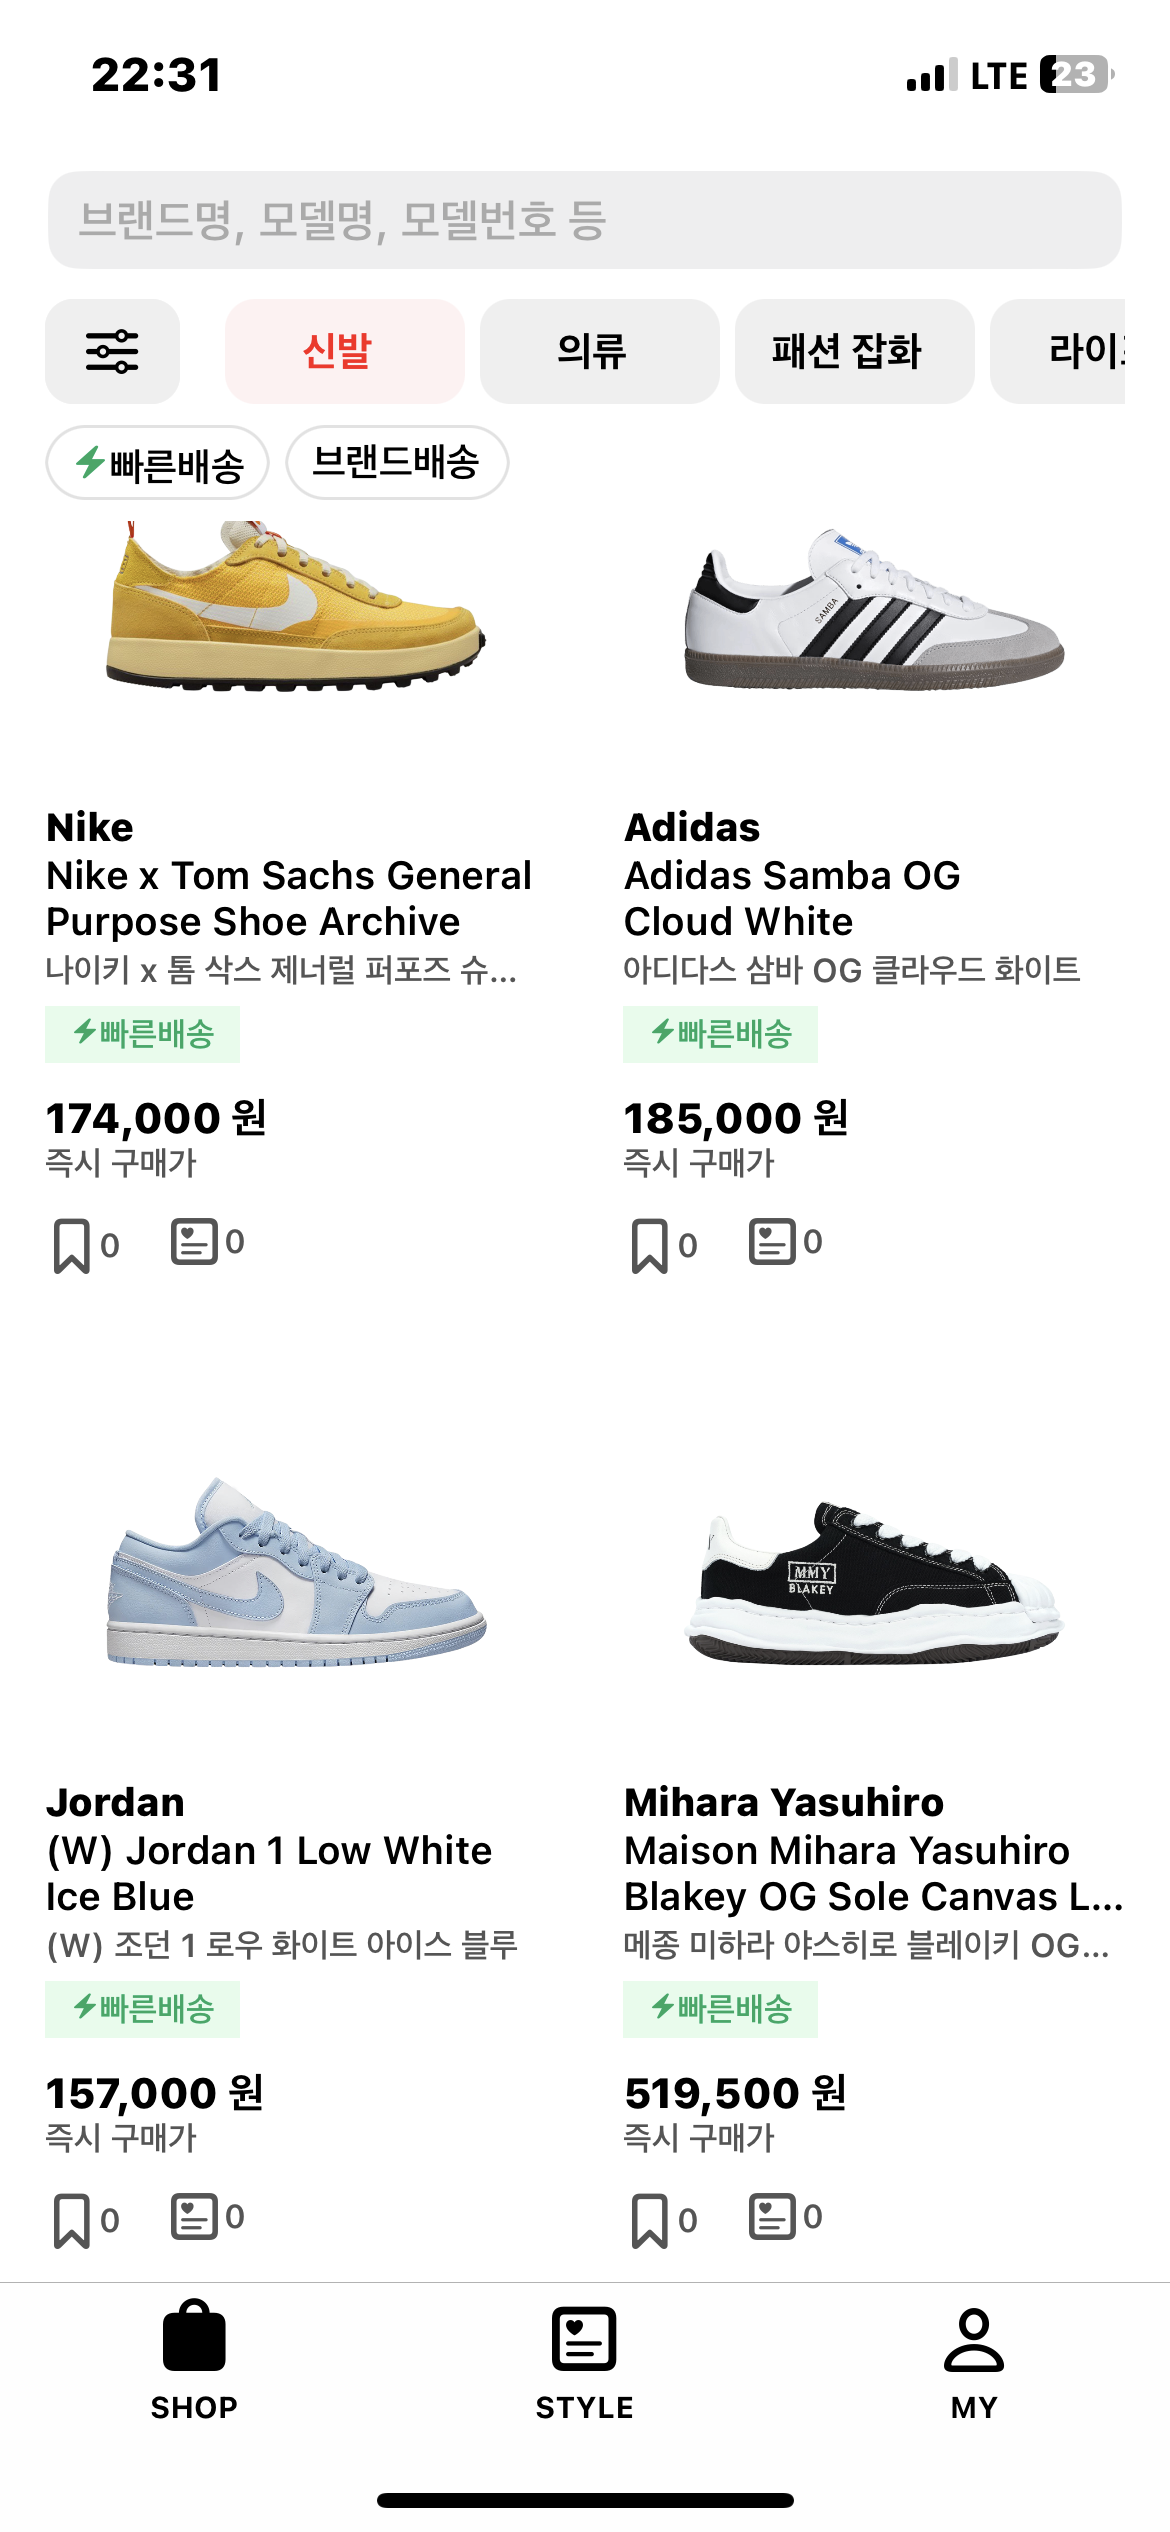 22:31
LTE 23
브랜드명, 모델명, 모델번호 등
신발 의류 패션 잡화 라이프
빠른배송 브랜드배송
SAMBA
Nike
Nike x Tom Sachs General
Purpose Shoe Archive
나이키 x 톰 삭스 제너럴 퍼포즈 슈...
빠른배송
174,000 원
즉시 구매가
0 0
Adidas
Adidas Samba OG
Cloud White
아디다스 삼바 OG 클라우드 화이트
빠른배송
185,000 원
즉시 구매가
0 0
MMY
BLAKEY
Jordan
(W) Jordan 1 Low White
Ice Blue
(W) 조던 1 로우 화이트 아이스 블루
빠른배송
157,000 원
즉시 구매가
0 0
Mihara Yasuhiro
Maison Mihara Yasuhiro
Blakey OG Sole Canvas L...
메종 미하라 야스히로 블레이키 OG...
빠른배송
519,500 원
즉시 구매가
0 0
SHOP STYLE MY